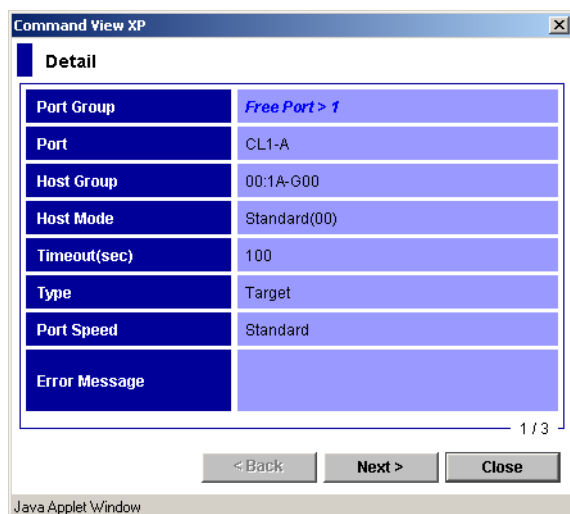 Command View XP
Detail
Port Group Free Port > 1
Port CL1-A
Host Group 00:1A-G00
Host Mode Standard(00)
Timeout(sec) 100
Type Target
Port Speed Standard
Error Message
1 / 3
< Back Next > Close
Java Applet Window